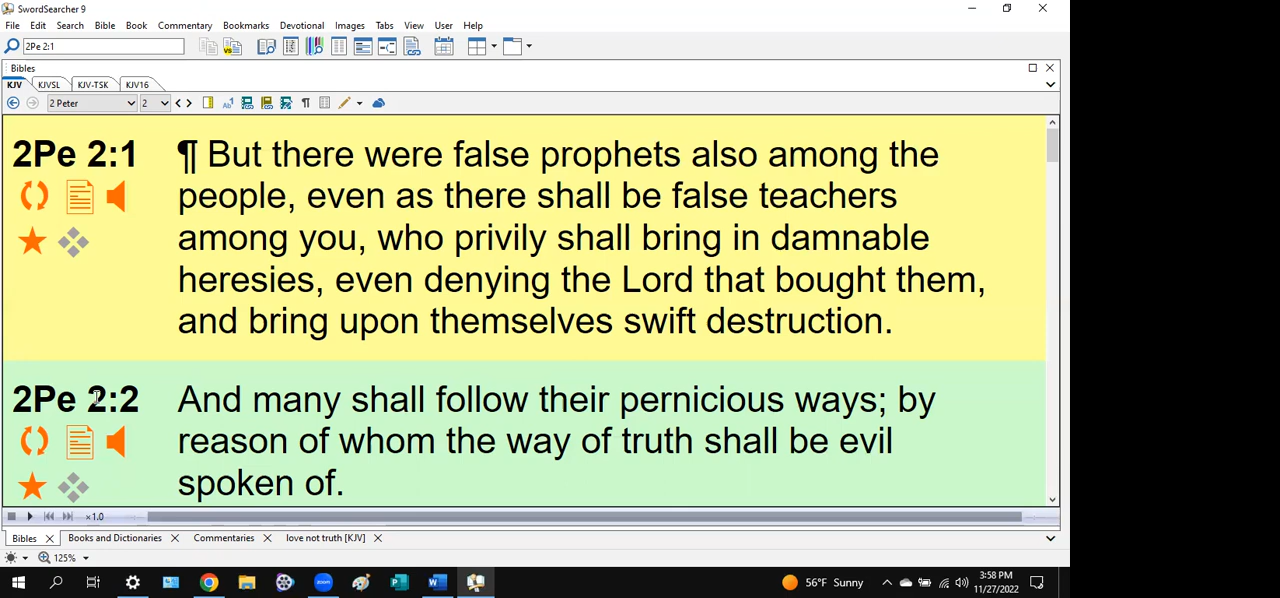 SwordSearcher 9
File Edit Search Bible Book Commentary Bookmarks Devotional Images Tabs View User Help
2Pe 2:1
Bibles
KJV KJVSL KJV-TSK KJV16
2 Peter 2
2Pe 2:1 ¶ But there were false prophets also among the
people, even as there shall be false teachers
among you, who privily shall bring in damnable
heresies, even denying the Lord that bought them,
and bring upon themselves swift destruction.
2Pe 2:2 And many shall follow their pernicious ways; by
reason of whom the way of truth shall be evil
spoken of.
×1.0
Bibles Books and Dictionaries Commentaries love not truth [KJV]
125%
56°F Sunny 3:58 PM
11/27/2022